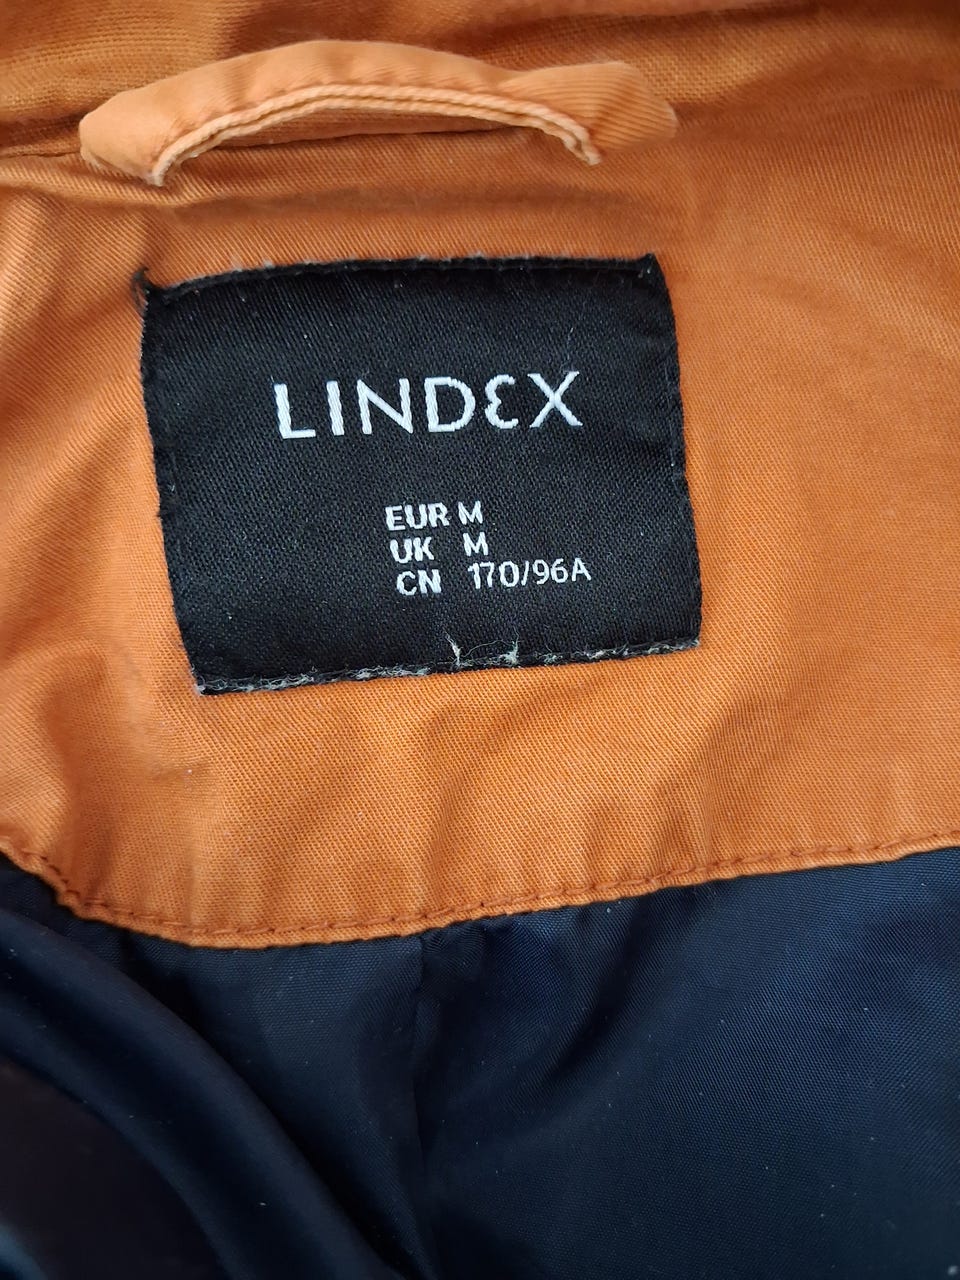 LINDEX
EUR M
UK M
CN 170/96A